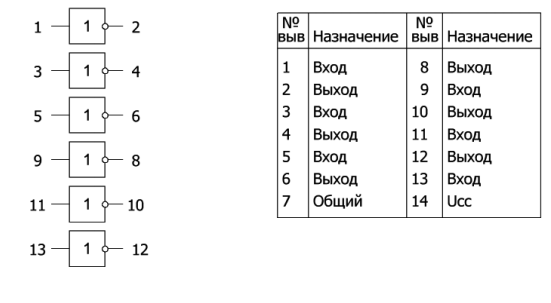 1 1 2
3 1 4
5 1 6
9 1 8
11 1 10
13 1 12
№ выв Назначение № выв Назначение
1 Вход 8 Выход
2 Выход 9 Вход
3 Вход 10 Выход
4 Выход 11 Вход
5 Вход 12 Выход
6 Выход 13 Вход
7 Общий 14 Ucc